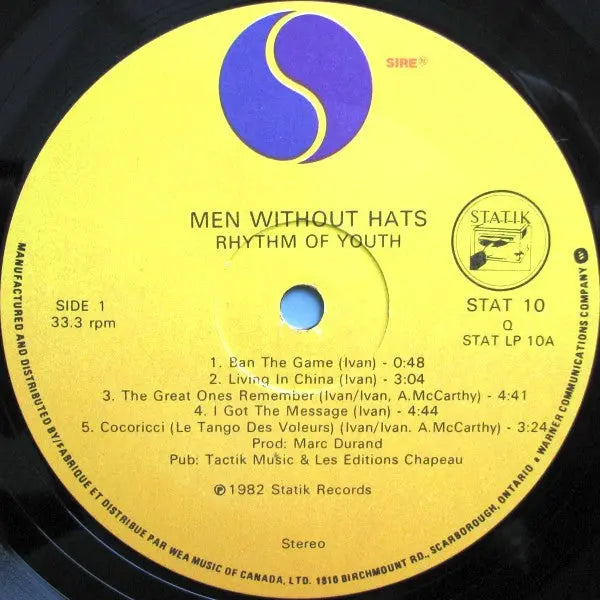 SIRE®
MEN WITHOUT HATS
RHYTHM OF YOUTH
STATIK
SIDE 1
33.3 rpm
STAT 10
Q
STAT LP 10A
1. Ban The Game (Ivan) - 0:48
2. Living In China (Ivan) - 3:04
3. The Great Ones Remember (Ivan/Ivan, A.McCarthy) - 4:41
4. I Got The Message (Ivan) - 4:44
5. Cocoricci (Le Tango Des Voleurs) (Ivan/Ivan. A.McCarthy) - 3:24
Prod: Marc Durand
Pub: Tactik Music & Les Editions Chapeau
℗1982 Statik Records
Stereo
MANUFACTURED AND DISTRIBUTED BY/FABRIQUE ET DISTRIBUE PAR WEA MUSIC OF CANADA, LTD. 1810 BIRCHMOUNT RD., SCARBOROUGH, ONTARIO • WARNER COMMUNICATIONS COMPANY